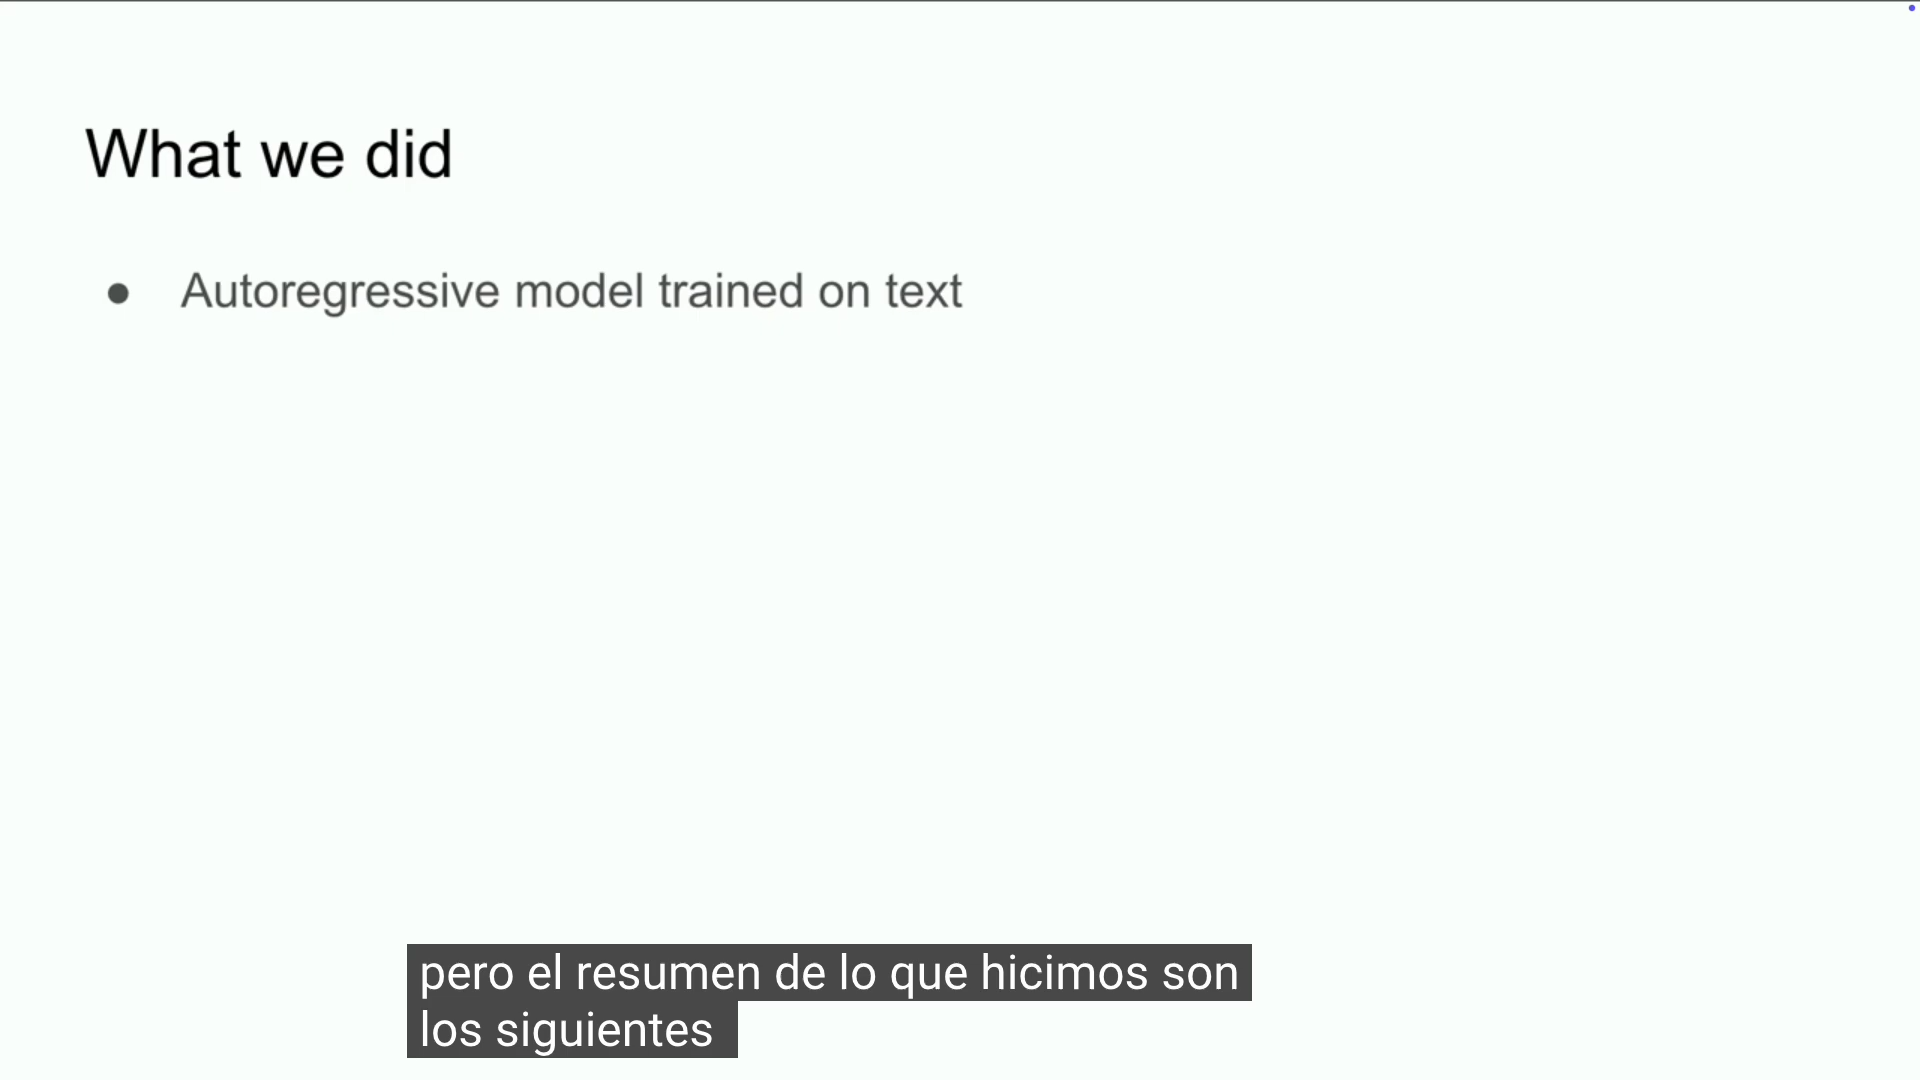 What we did
● Autoregressive model trained on text
pero el resumen de lo que hicimos son
los siguientes